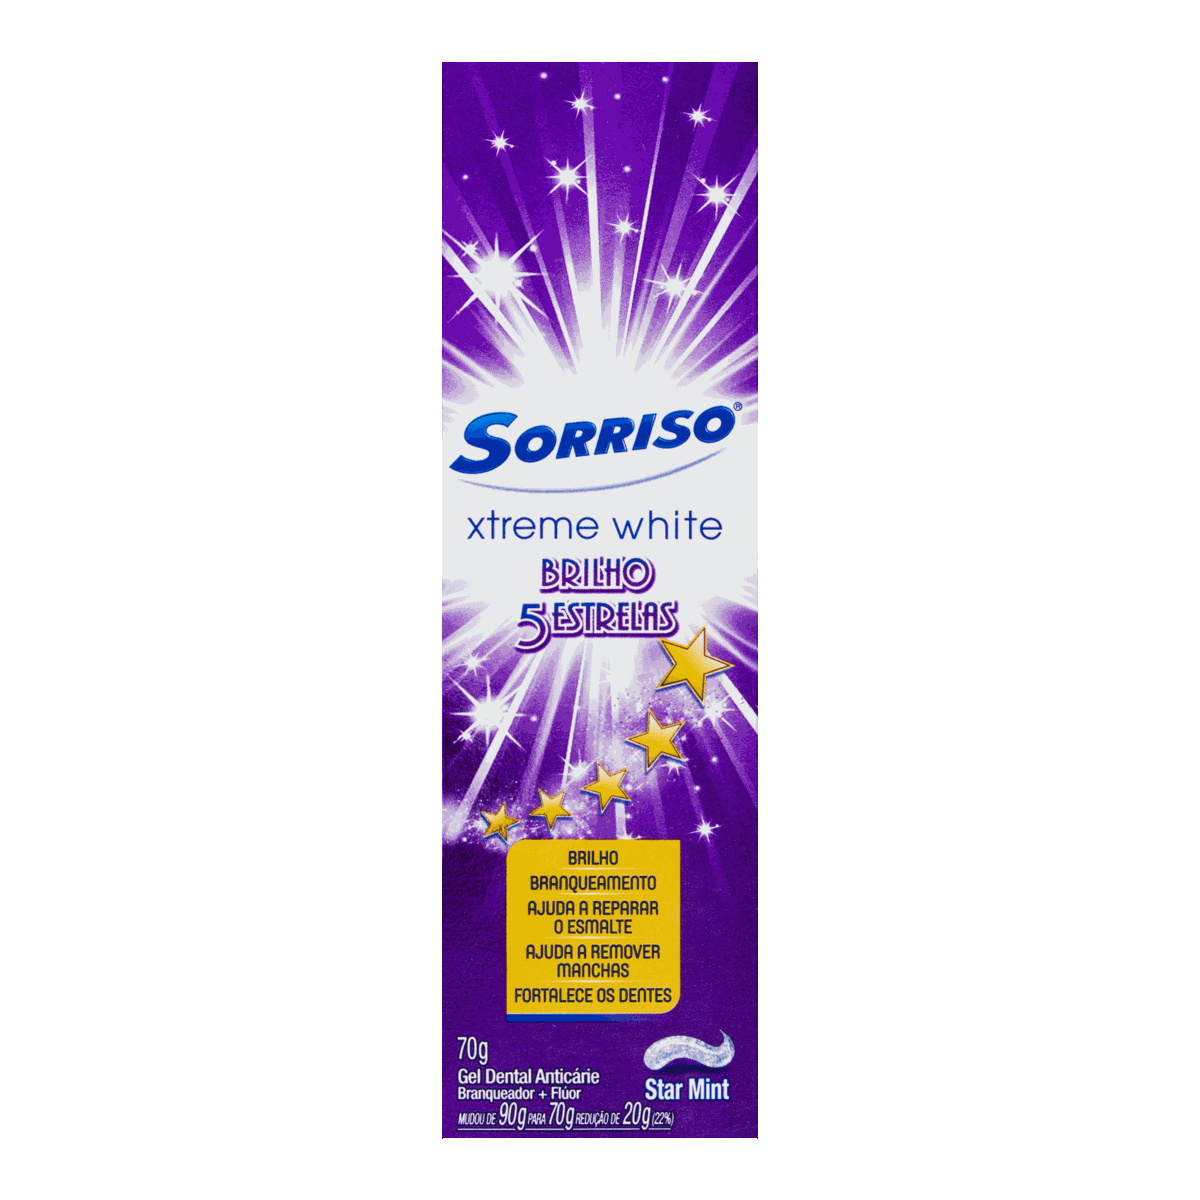 SORRISO®
xtreme white
BRILHO
5 ESTRELAS
BRILHO
BRANQUEAMENTO
AJUDA A REPARAR
O ESMALTE
AJUDA A REMOVER
MANCHAS
FORTALECE OS DENTES
70g
Gel Dental Anticárie
Branqueador + Flúor
MUDOU DE 90g PARA 70g REDUÇÃO DE 20g (22%)
Star Mint